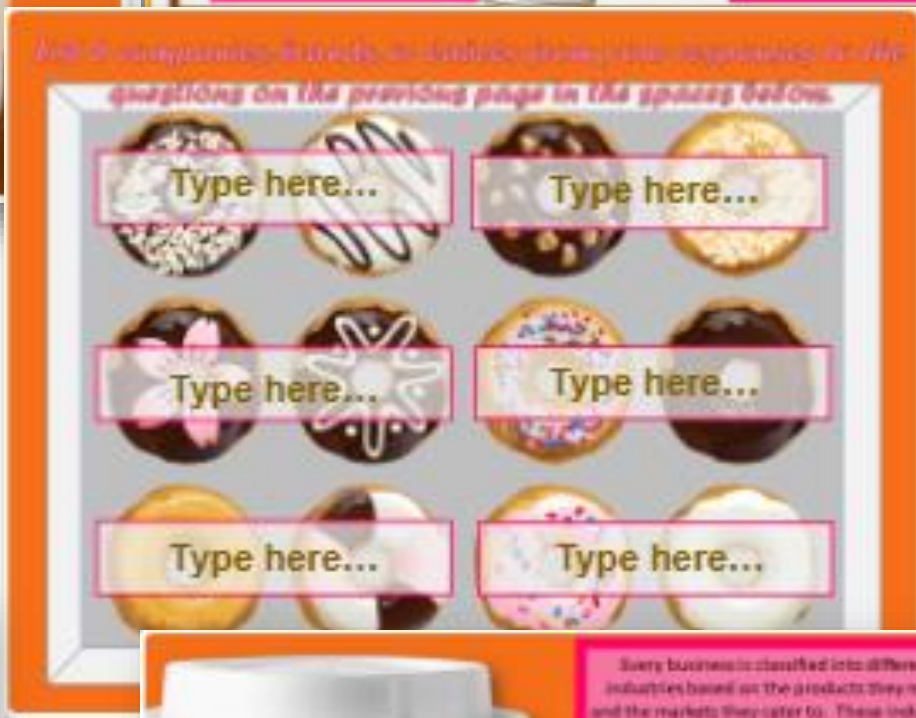 questions on the previous page in the spaces below.
Type here...
Type here...
Type here...
Type here...
Type here...
Type here...
Every business is classified into
industries based on the products they
and the markets they cater to. These